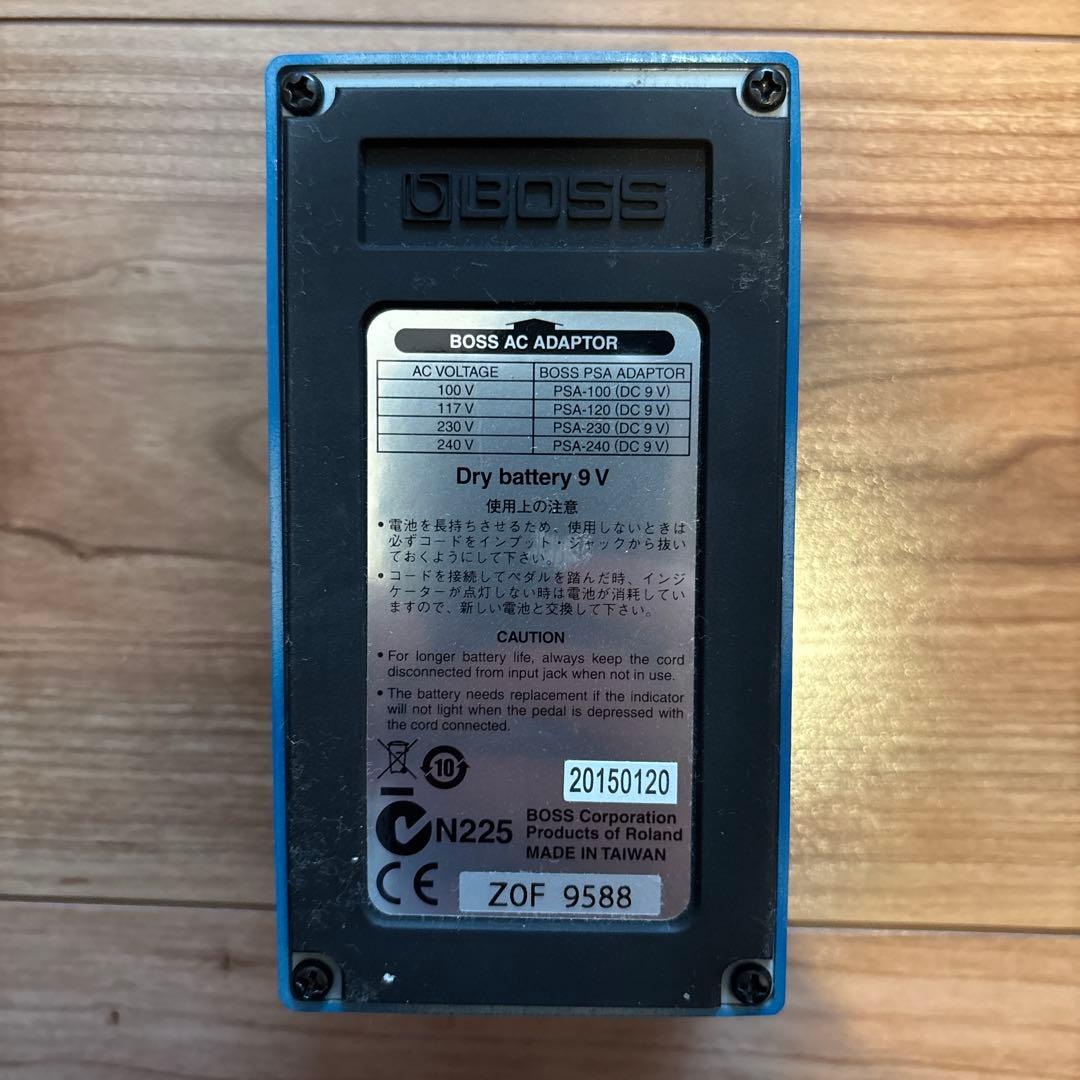 BOSS
BOSS AC ADAPTOR
AC VOLTAGE BOSS PSA ADAPTOR
100 V PSA-100 (DC 9 V)
117 V PSA-120 (DC 9 V)
230 V PSA-230 (DC 9 V)
240 V PSA-240 (DC 9 V)
Dry battery 9 V
使用上の注意
• 電池を長持ちさせるため、使用しないときは
必ずコードをインプット・ジャックから抜い
ておくようにして下さい。
• コードを接続してペダルを踏んだ時、インジ
ケーターが点灯しない時は電池が消耗してい
ますので、新しい電池と交換して下さい。
CAUTION
• For longer battery life, always keep the cord
disconnected from input jack when not in use.
• The battery needs replacement if the indicator
will not light when the pedal is depressed with
the cord connected.
10
20150120
N225
BOSS Corporation
Products of Roland
MADE IN TAIWAN
CE
Z0F 9588